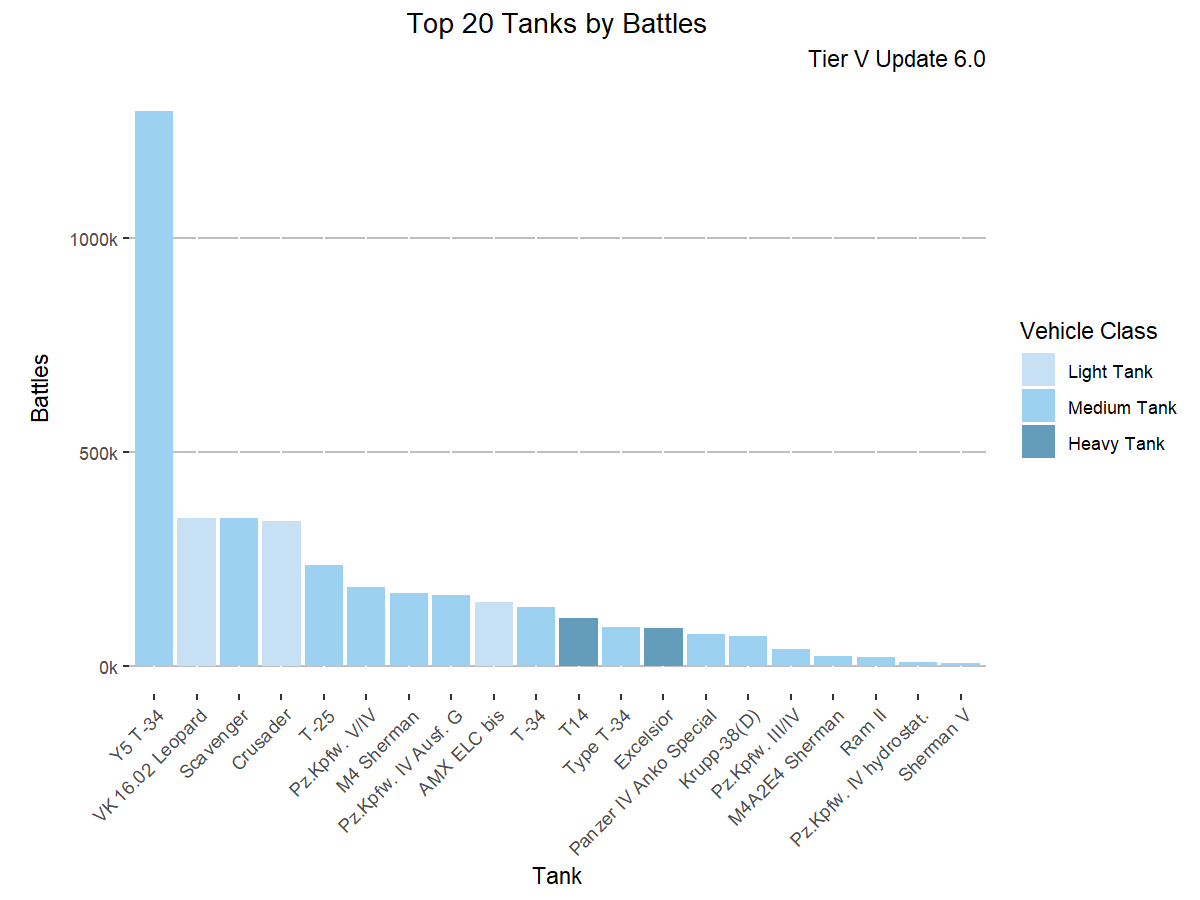 Top 20 Tanks by Battles
Tier V Update 6.0
1000k
500k
0k
Battles
Y5 T-34
VK 16.02 Leopard
Scavenger
Crusader
T-25
Pz.Kpfw. V/IV
M4 Sherman
Pz.Kpfw. IV Ausf. G
AMX ELC bis
T-34
T14
Type T-34
Excelsior
Panzer IV Anko Special
Krupp-38(D)
Pz.Kpfw. III/IV
M4A2E4 Sherman
Ram II
Pz.Kpfw. IV hydrostat.
Sherman V
Tank
Vehicle Class
Light Tank
Medium Tank
Heavy Tank